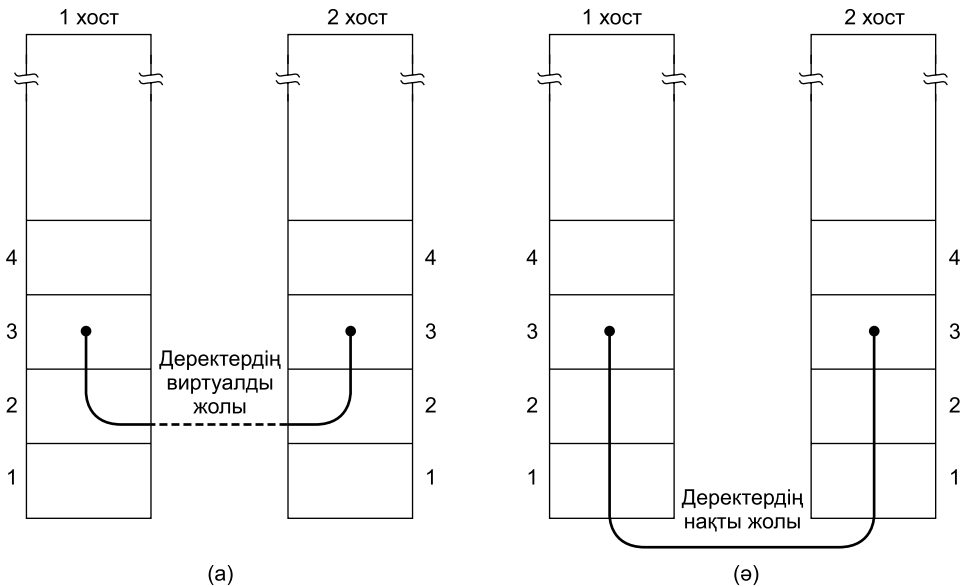 1 хост
2 хост
4
4
3
3
Деректердің
виртуалды
жолы
2
2
1
1
(а)
1 хост
2 хост
4
4
3
3
2
2
1
1
Деректердің
нақты жолы
(ә)